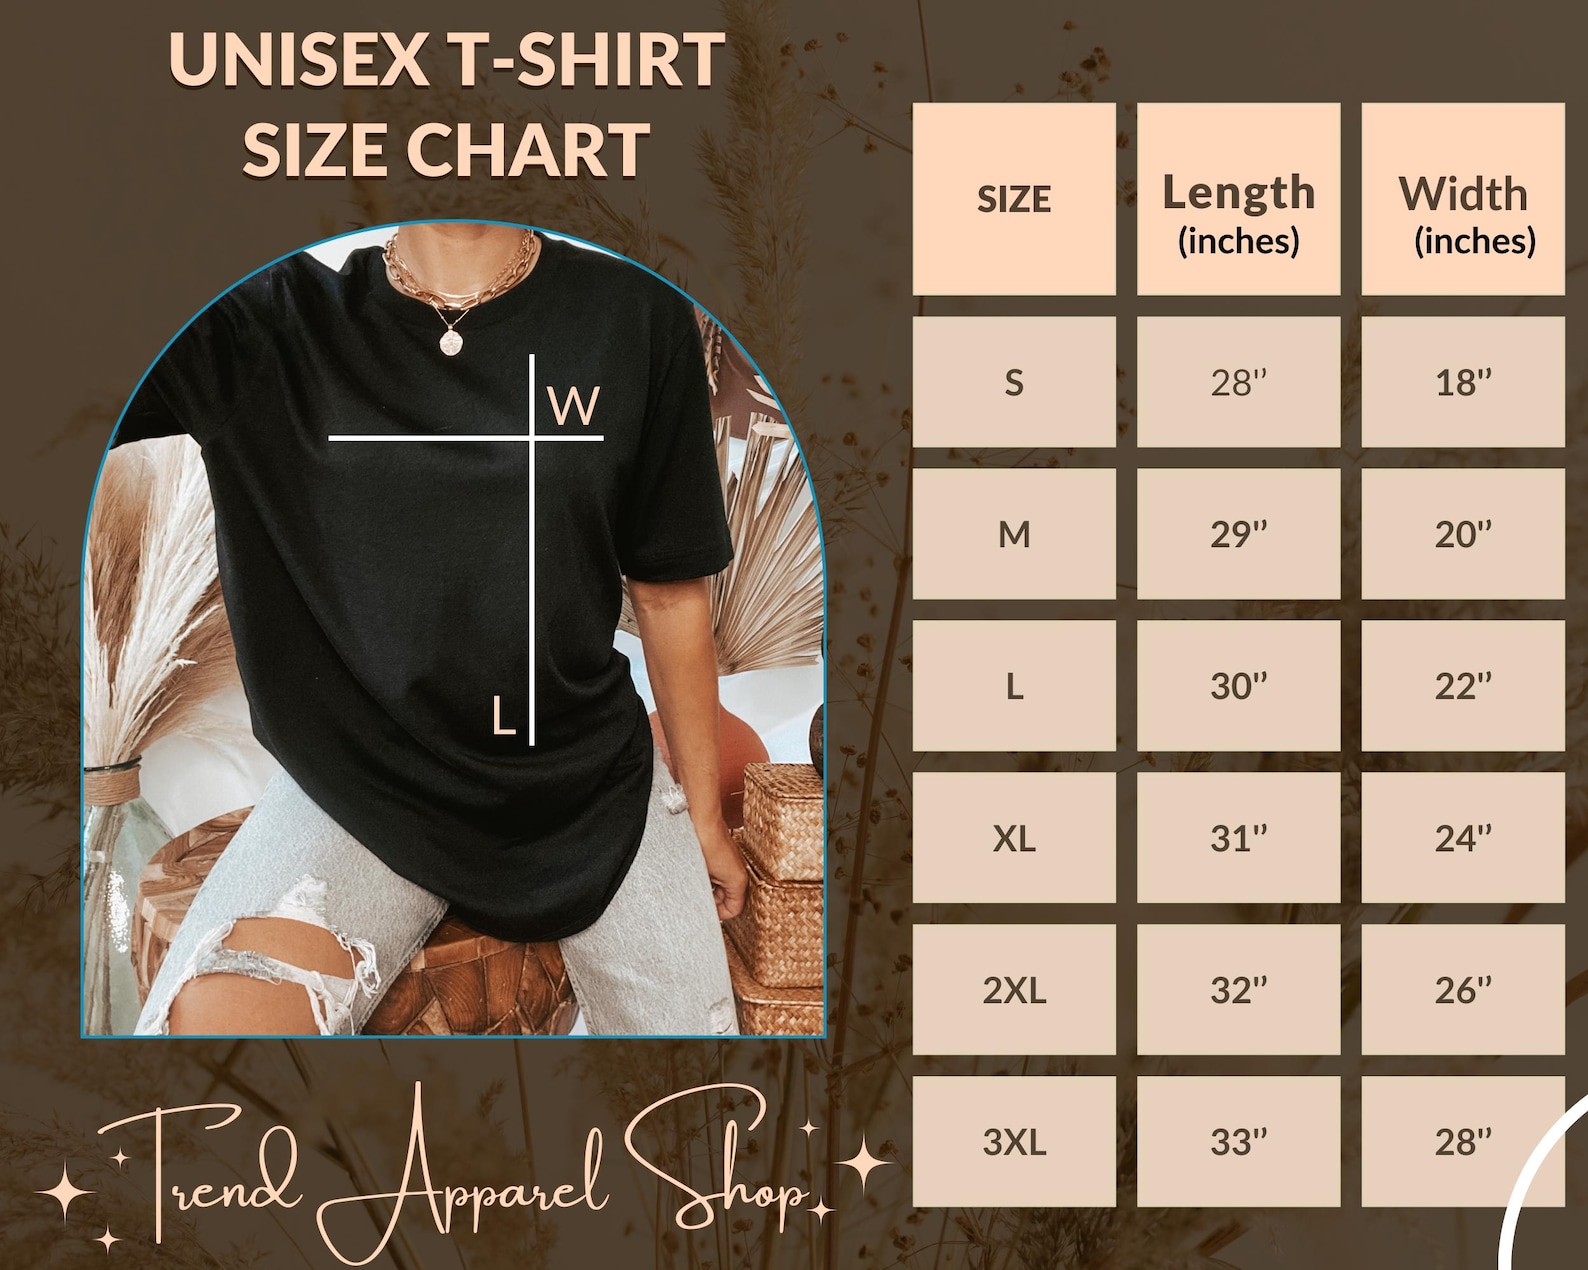 UNISEX T-SHIRT
SIZE CHART
W
L
Trend Apparel Shop
SIZE Length (inches) Width (inches)
S 28" 18"
M 29" 20"
L 30" 22"
XL 31" 24"
2XL 32" 26"
3XL 33" 28"